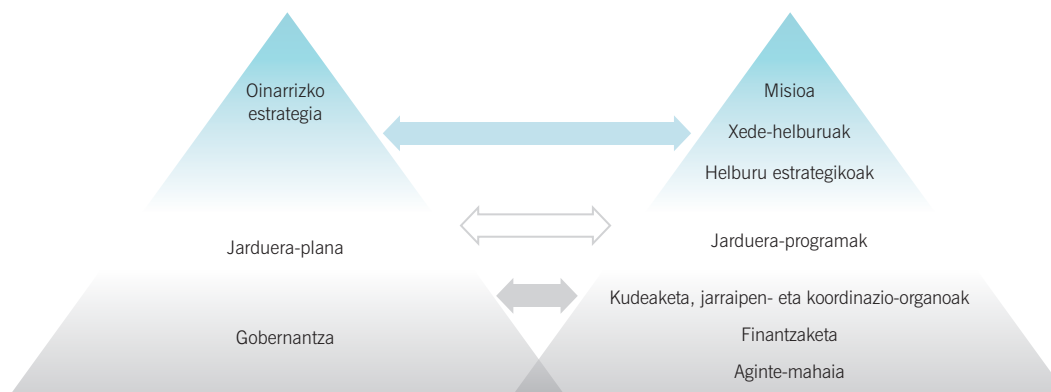 Oinarrizko
estrategia
Jarduera-plana
Gobernantza
Misioa
Xede-helburuak
Helburu estrategikoak
Jarduera-programak
Kudeaketa, jarraipen- eta koordinazio-organoak
Finantzaketa
Aginte-mahaia